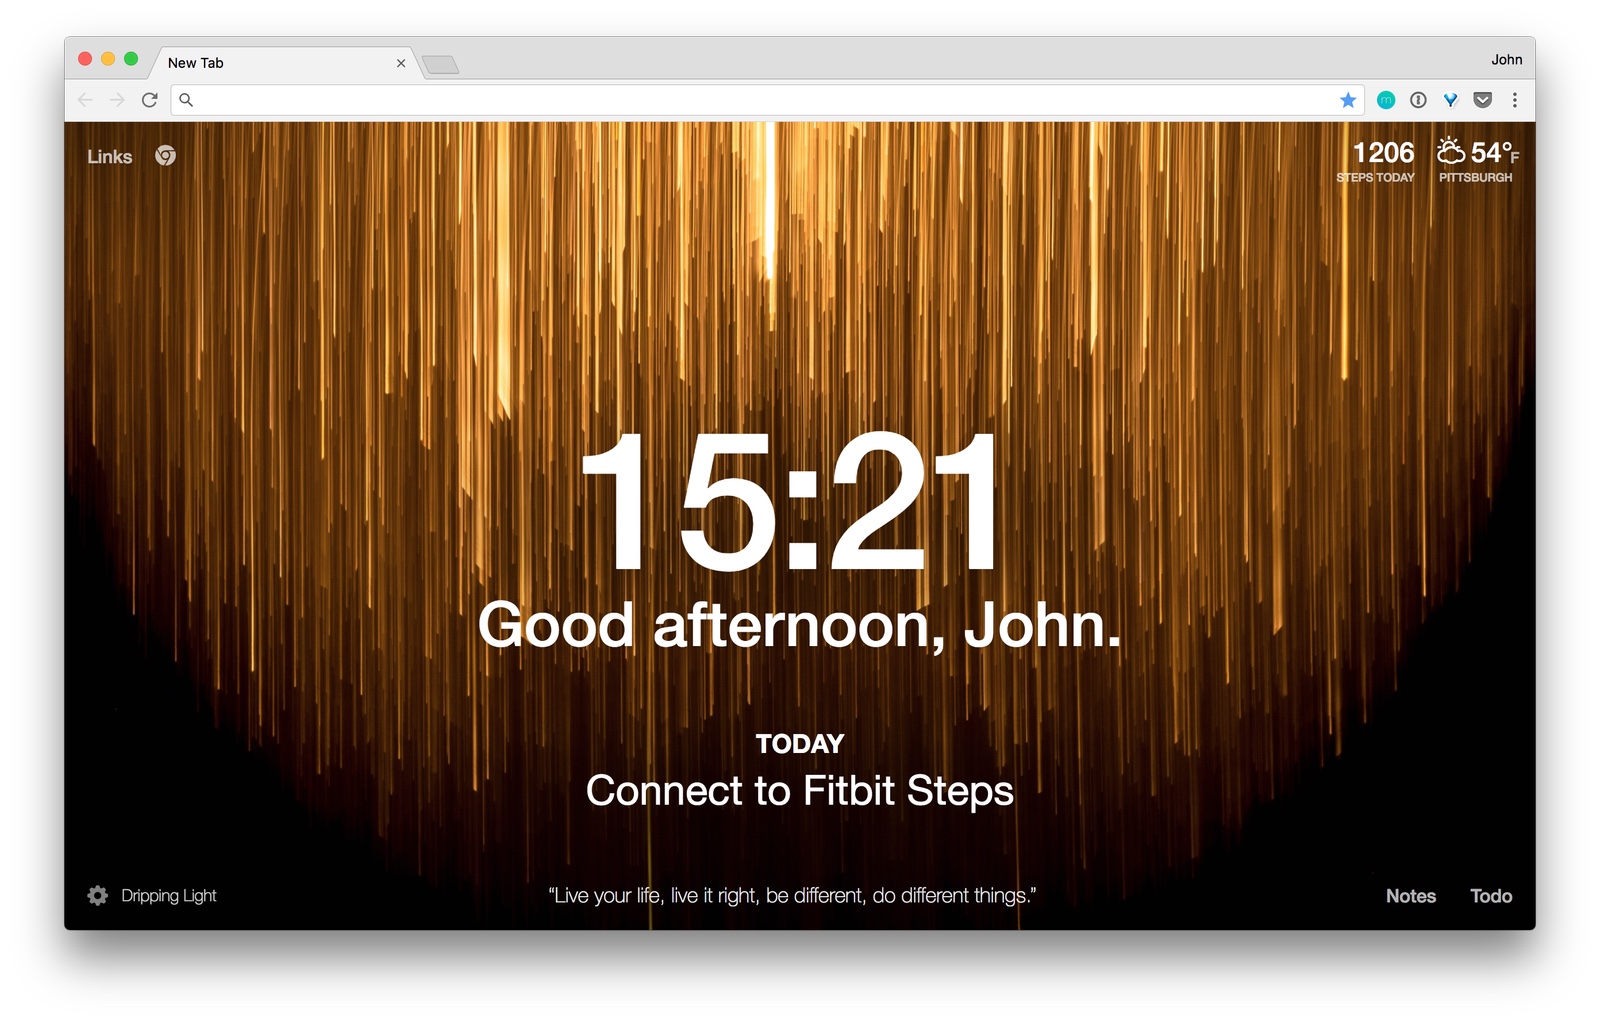 New Tab
John
Links
1206
STEPS TODAY
54°F
PITTSBURGH
15:21
Good afternoon, John.
TODAY
Connect to Fitbit Steps
Dripping Light
“Live your life, live it right, be different, do different things.”
Notes
Todo